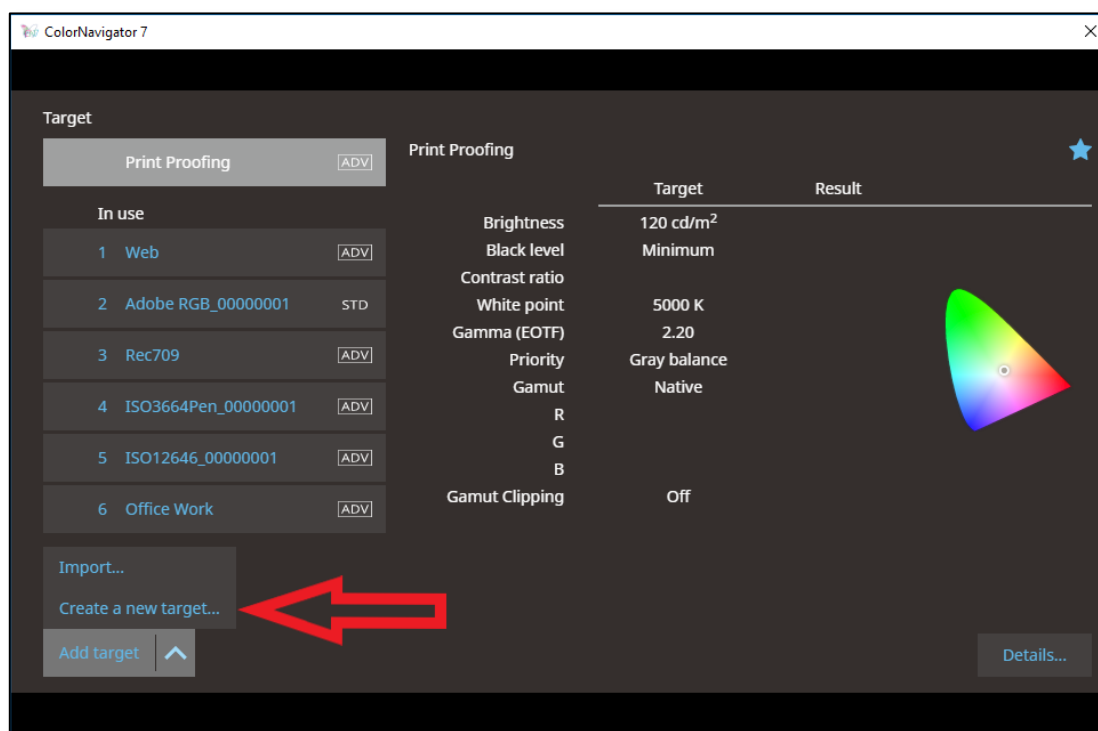 ColorNavigator 7
Target
Print Proofing ADV
In use
1 Web ADV
2 Adobe RGB_00000001 STD
3 Rec709 ADV
4 ISO3664Pen_00000001 ADV
5 ISO12646_00000001 ADV
6 Office Work ADV
Import...
Create a new target...
Add target
Print Proofing
Target Result
Brightness 120 cd/m²
Black level Minimum
Contrast ratio
White point 5000 K
Gamma (EOTF) 2.20
Priority Gray balance
Gamut Native
R
G
B
Gamut Clipping Off
Details...